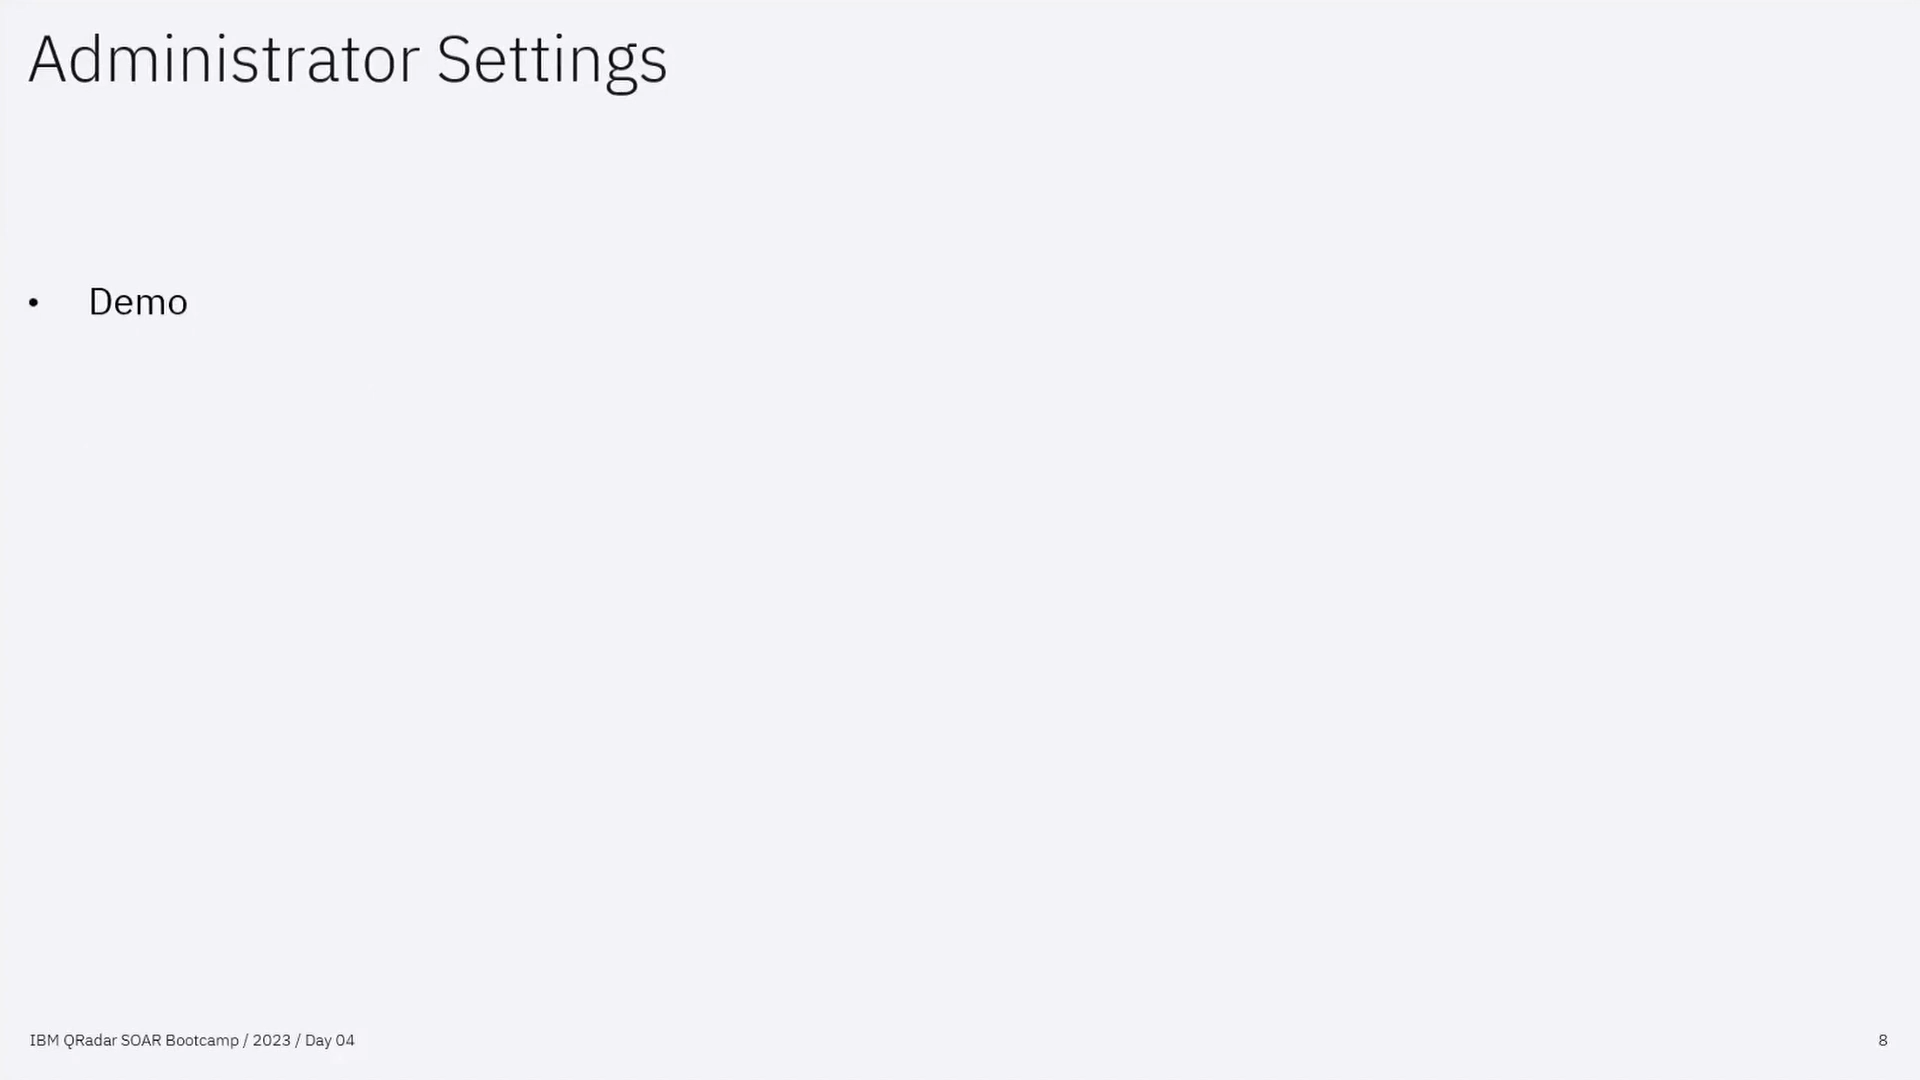 Administrator Settings
• Demo
IBM QRadar SOAR Bootcamp / 2023 / Day 04
8